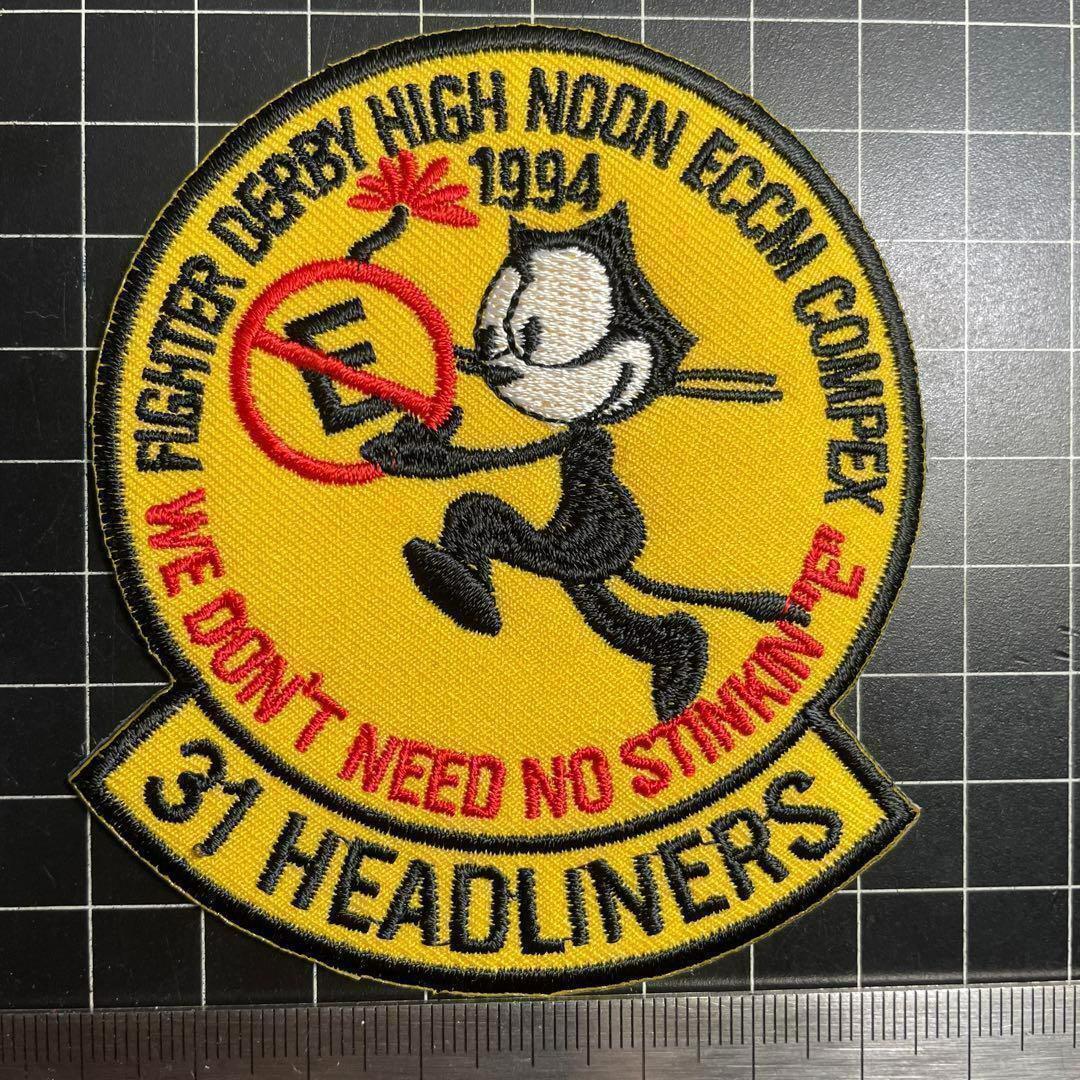 FIGHTER DERBY HIGH NOON ECCM COMPEX
1994
E
WE DON'T NEED NO STINKIN "E"
31 HEADLINERS